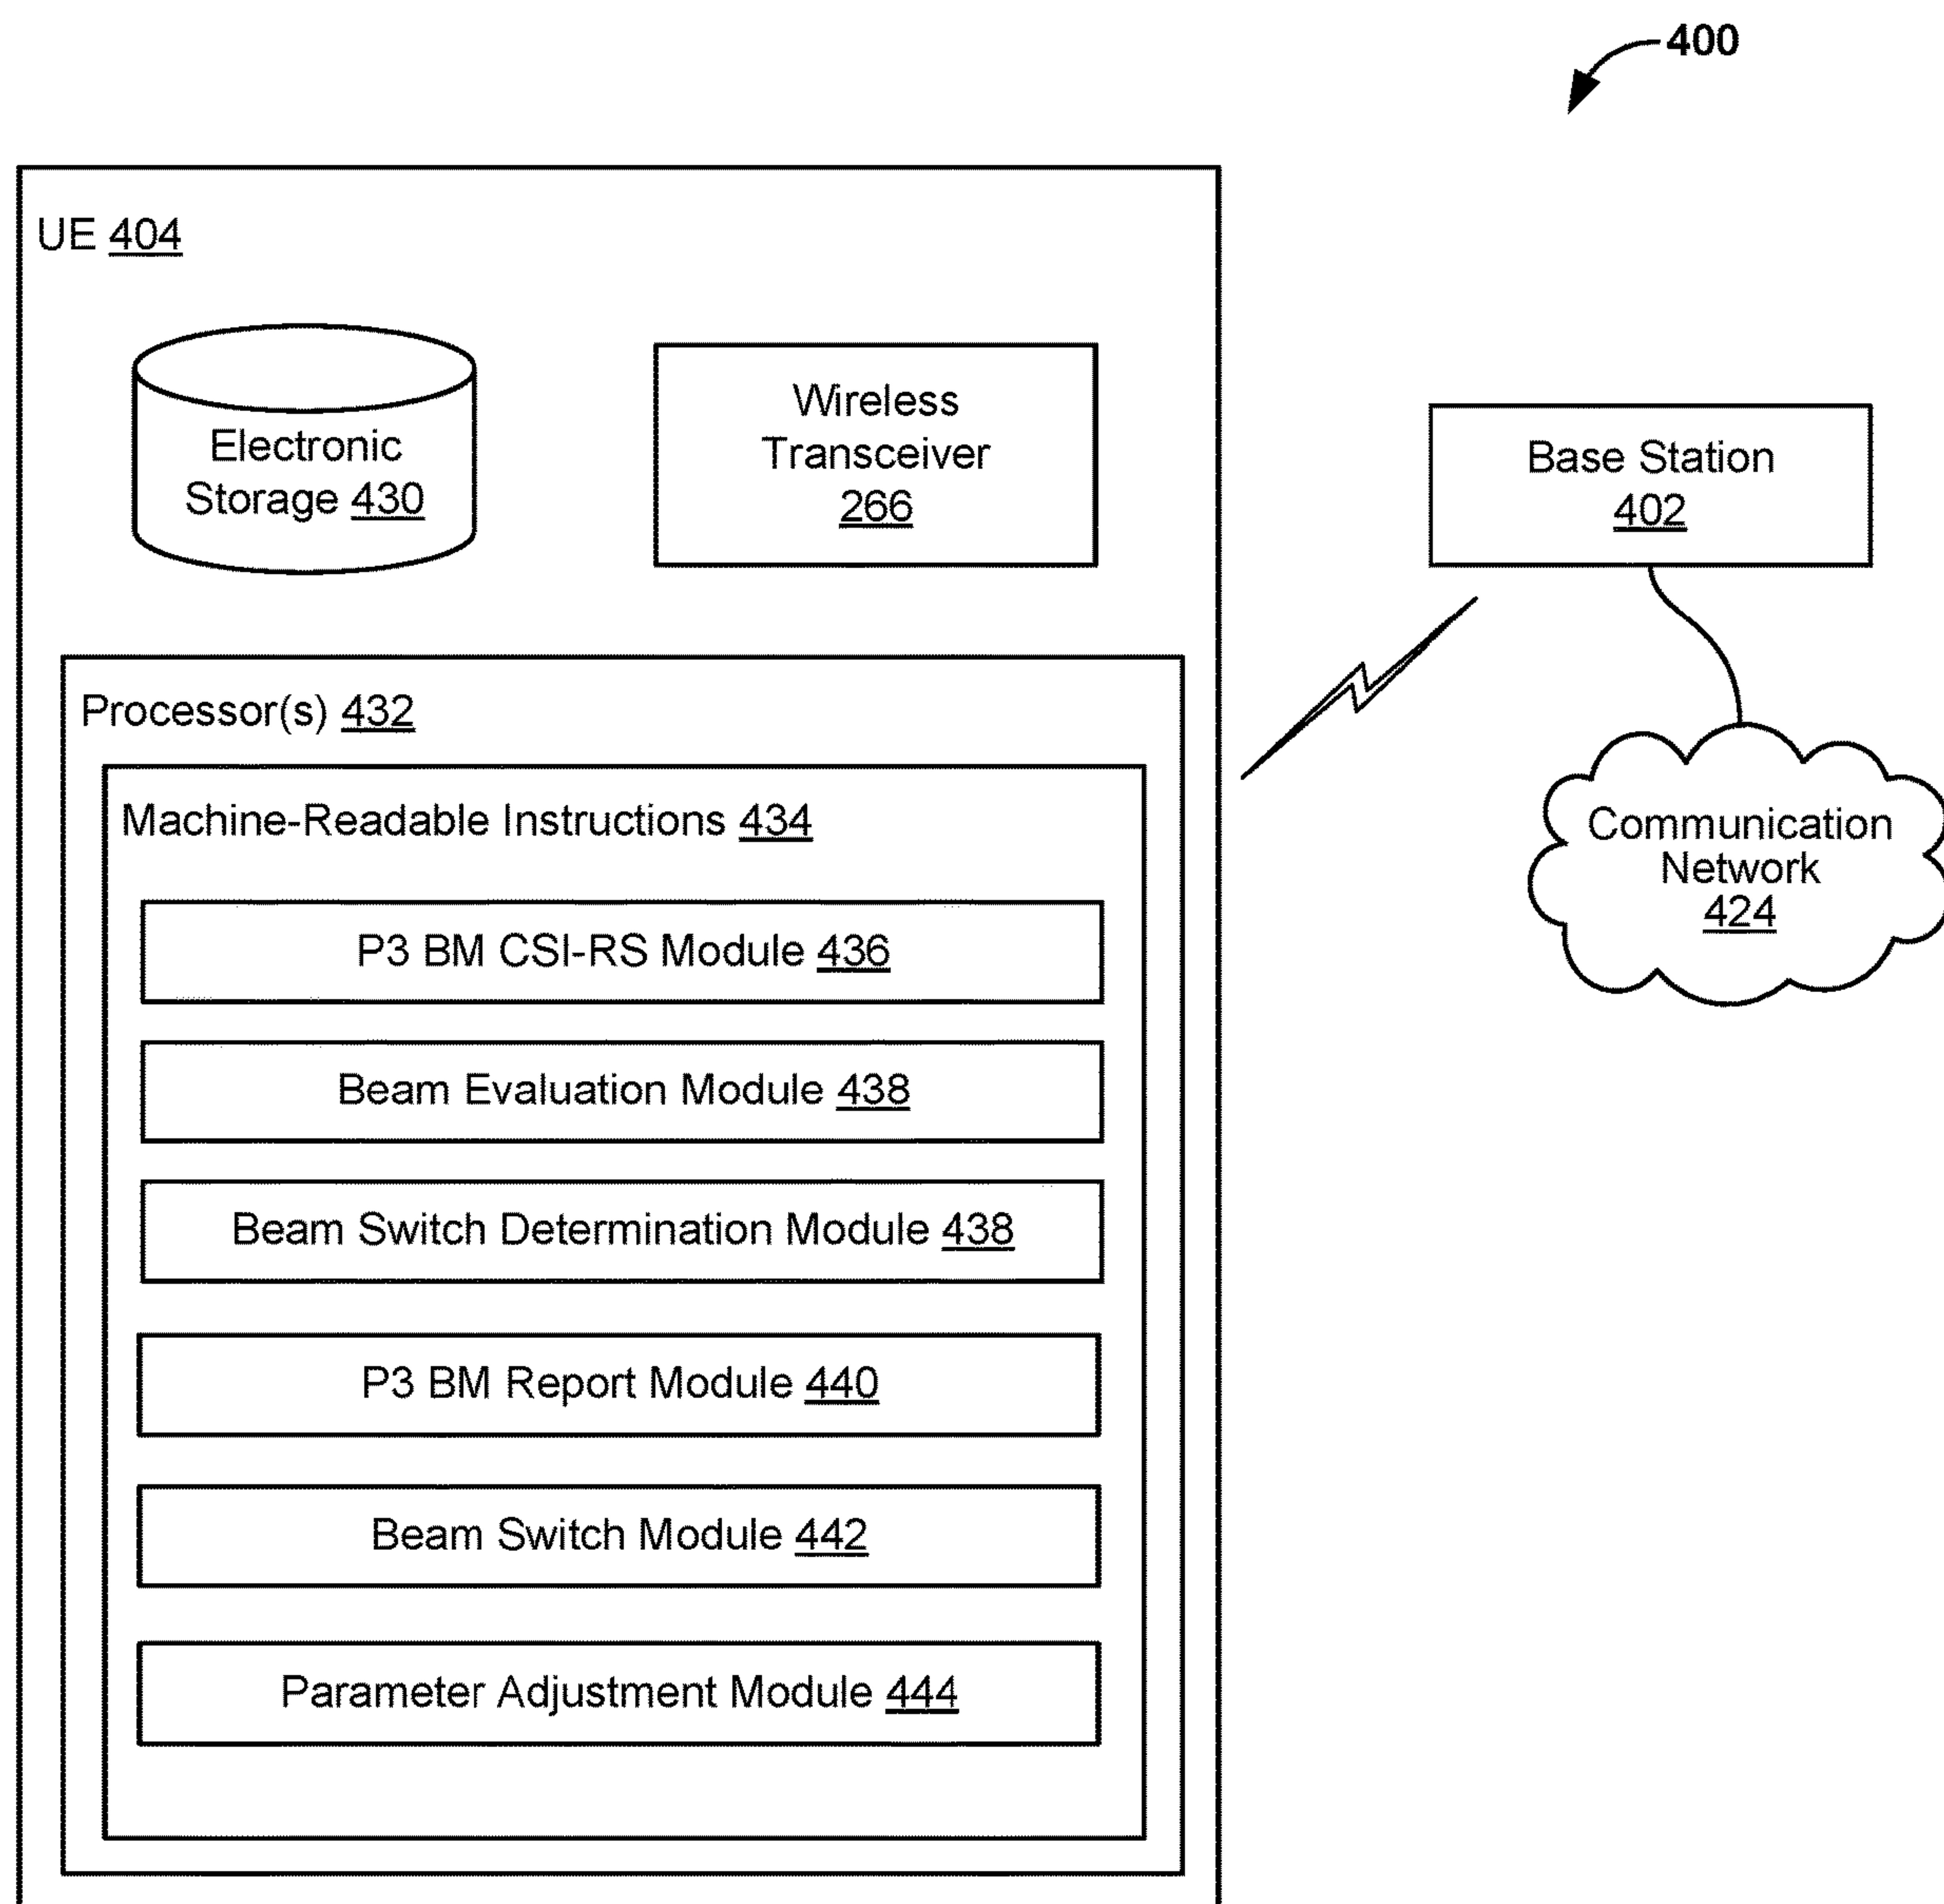 400
UE 404
Electronic
Storage 430
Wireless
Transceiver
266
Base Station
402
Processor(s) 432
Machine-Readable Instructions 434
Communication
Network
424
P3 BM CSI-RS Module 436
Beam Evaluation Module 438
Beam Switch Determination Module 438
P3 BM Report Module 440
Beam Switch Module 442
Parameter Adjustment Module 444